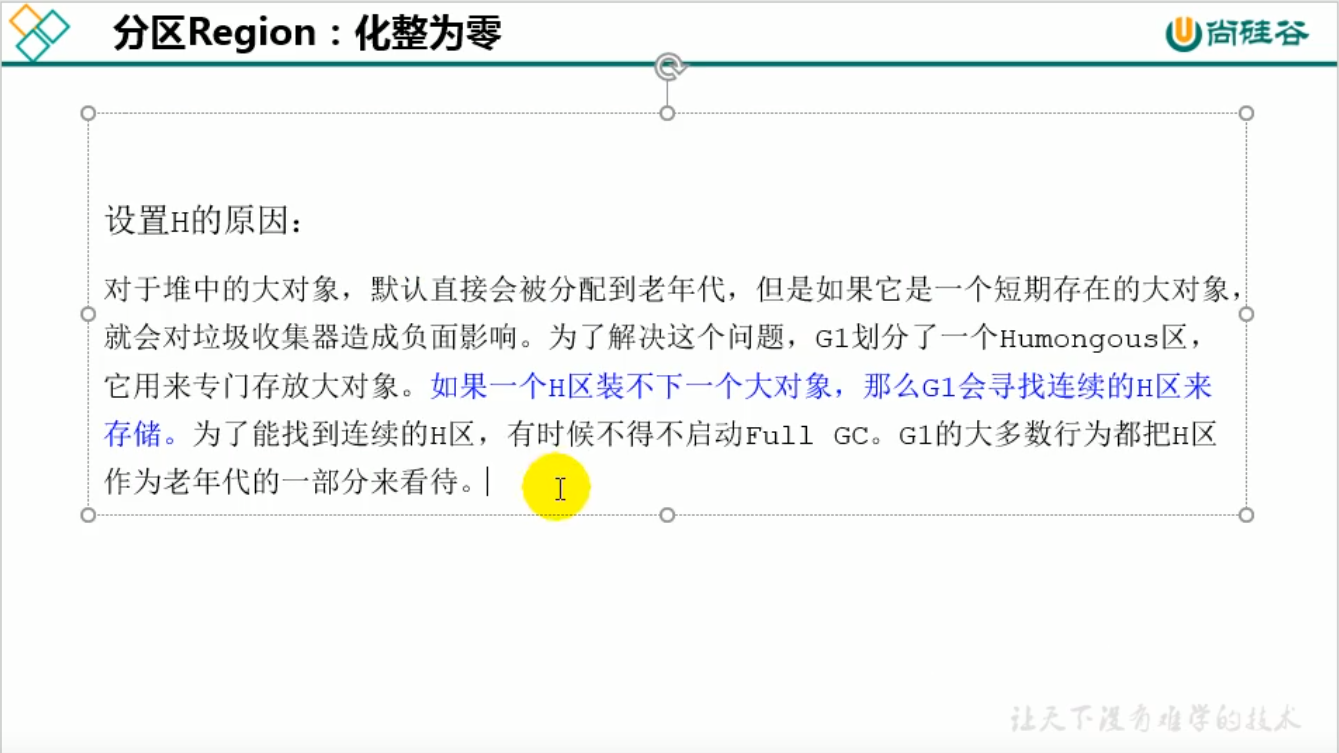 分区Region：化整为零
尚硅谷
设置H的原因：
对于堆中的大对象，默认直接会被分配到老年代，但是如果它是一个短期存在的大对象，
就会对垃圾收集器造成负面影响。为了解决这个问题，G1划分了一个Humongous区，
它用来专门存放大对象。如果一个H区装不下一个大对象，那么G1会寻找连续的H区来
存储。为了能找到连续的H区，有时候不得不启动Full GC。G1的大多数行为都把H区
作为老年代的一部分来看待。
让天下没有难学的技术